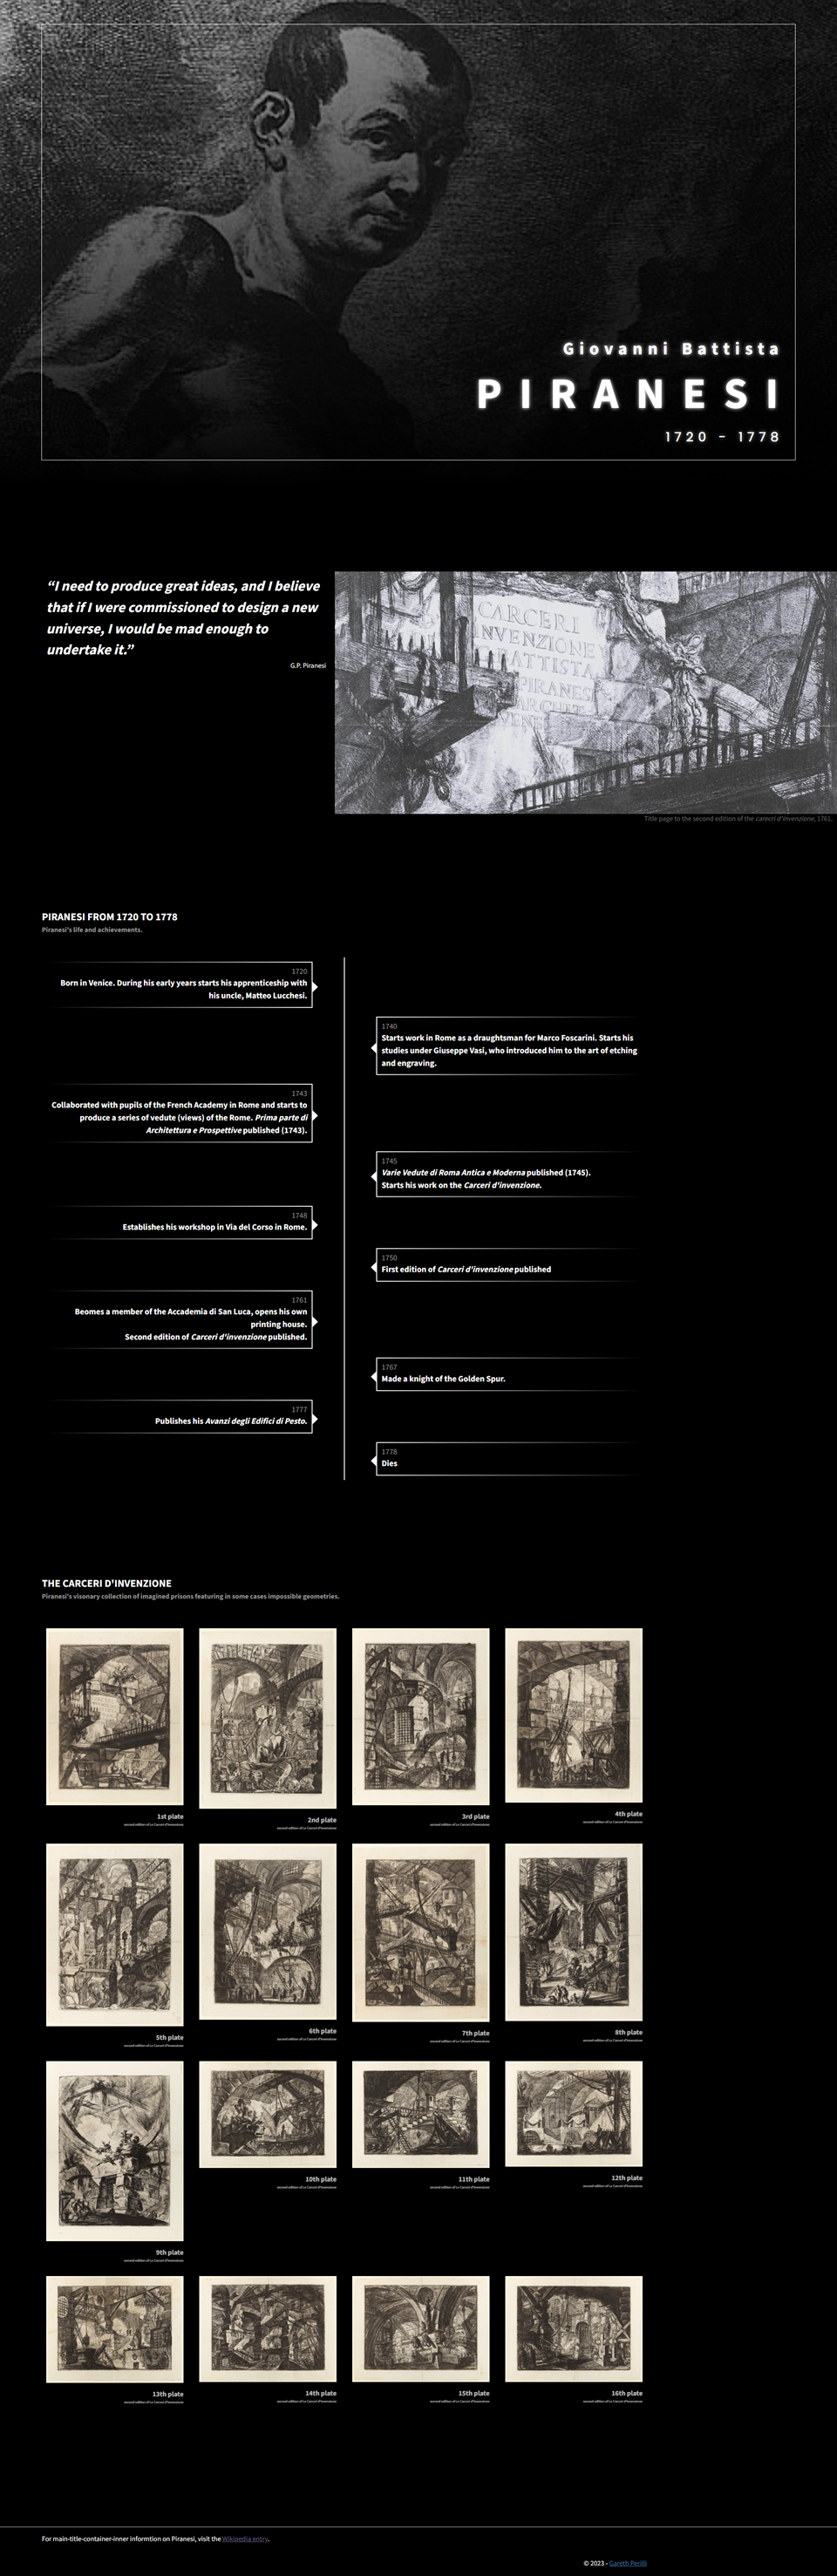 Giovanni Battista
PIRANESI
1720 - 1778
“I need to produce great ideas, and I believe
that if I were commissioned to design a new
universe, I would be mad enough to
undertake it.”
G.P. Piranesi
CARCERI
INVENZIONE
ATTISTA
PIRANESI
ARCHIT
VENE
Title page to the second edition of the carecri d'Invenzione, 1761.
PIRANESI FROM 1720 TO 1778
Piranesi's life and achievements.
1720
Born in Venice. During his early years starts his apprenticeship with
his uncle, Matteo Lucchesi.
1740
Starts work in Rome as a draughtsman for Marco Foscarini. Starts his
studies under Giuseppe Vasi, who introduced him to the art of etching
and engraving.
1743
Collaborated with pupils of the French Academy in Rome and starts to
produce a series of vedute (views) of the Rome. Prima parte di
Architettura e Prospettive published (1743).
1745
Varie Vedute di Roma Antica e Moderna published (1745).
Starts his work on the Carceri d'invenzione.
1748
Establishes his workshop in Via del Corso in Rome.
1750
First edition of Carceri d'invenzione published
1761
Beomes a member of the Accademia di San Luca, opens his own
printing house.
Second edition of Carceri d'invenzione published.
1767
Made a knight of the Golden Spur.
1777
Publishes his Avanzi degli Edifici di Pesto.
1778
Dies
THE CARCERI D'INVENZIONE
Piranesi's visonary collection of imagined prisons featuring in some cases impossible geometries.
1st plate
second edition of Le Carceri d'Invenzione
2nd plate
second edition of Le Carceri d'Invenzione
3rd plate
second edition of Le Carceri d'Invenzione
4th plate
second edition of Le Carceri d'Invenzione
5th plate
second edition of Le Carceri d'Invenzione
6th plate
second edition of Le Carceri d'Invenzione
7th plate
second edition of Le Carceri d'Invenzione
8th plate
second edition of Le Carceri d'Invenzione
9th plate
second edition of Le Carceri d'Invenzione
10th plate
second edition of Le Carceri d'Invenzione
11th plate
second edition of Le Carceri d'Invenzione
12th plate
second edition of Le Carceri d'Invenzione
13th plate
second edition of Le Carceri d'Invenzione
14th plate
second edition of Le Carceri d'Invenzione
15th plate
second edition of Le Carceri d'Invenzione
16th plate
second edition of Le Carceri d'Invenzione
For main-title-container-inner informtion on Piranesi, visit the Wikipedia entry.
© 2023 • Gareth Perilli